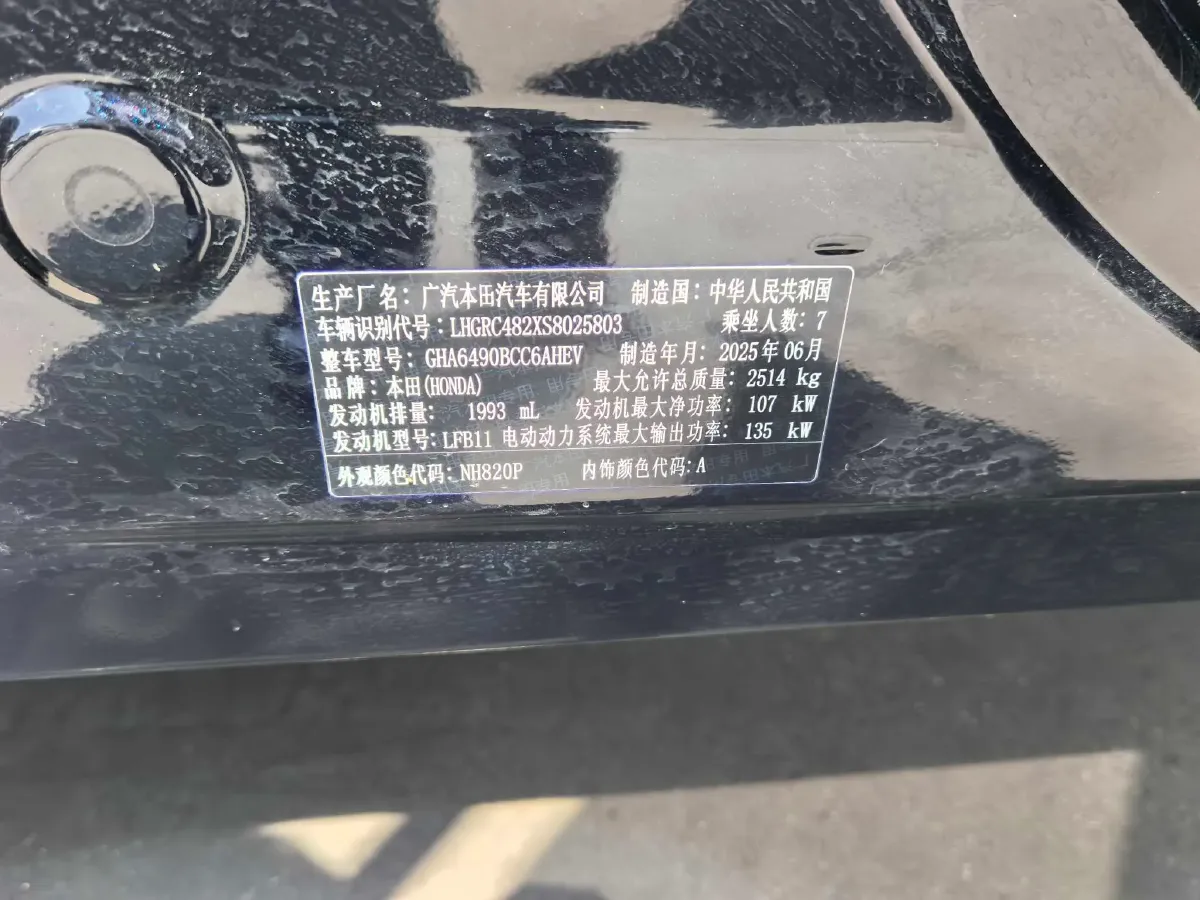 生产厂名：广汽本田汽车有限公司 制造国：中华人民共和国
车辆识别代号：LHGRC482XS8025803 乘坐人数：7
整车型号：GHA6490BCC6AHEV 制造年月：2025年06月
品牌：本田(HONDA) 最大允许总质量：2514 kg
发动机排量： 1993 mL 发动机最大净功率：107 kW
发动机型号：LFB11 电动动力系统最大输出功率：135 kW
外观颜色代码：NH820P 内饰颜色代码：A